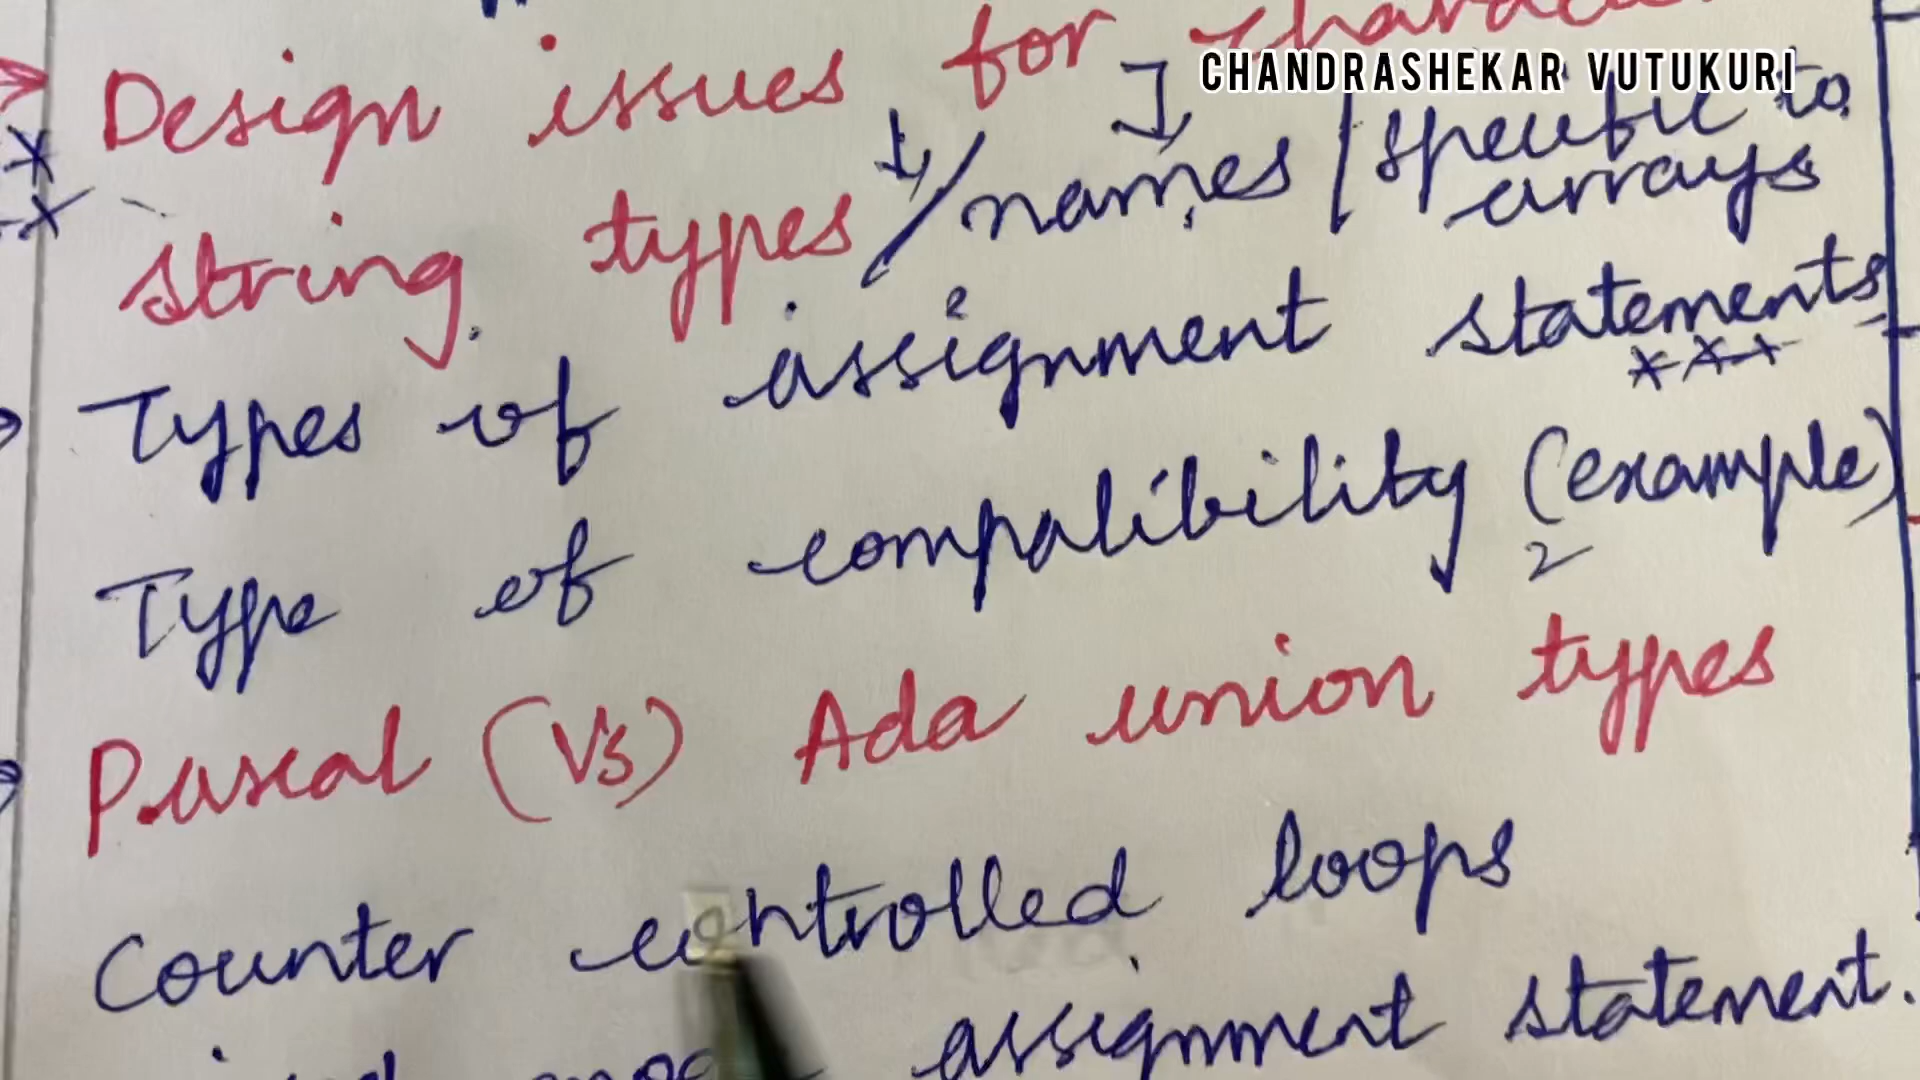 Design issues for
CHANDRASHEKAR VUTUKURI
string types / names / specific to
arrays
Types of assignment statements
Type of compatibility (example)
2
Pascal (Vs) Ada union types
Counter controlled loops
assignment statement.